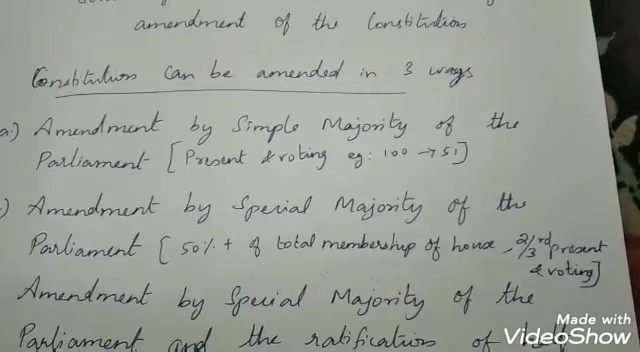 amendment of the Constitution
Constitution can be amended in 3 ways
a.) Amendment by Simple Majority of the
Parliament [Present & voting eg: 100 → 51]
) Amendment by Special Majority of the
Parliament [50% + of total membership of house, 2/3rd present
& voting]
Amendment by Special Majority of the
Parliament and the ratification of half
Made with
VideoShow